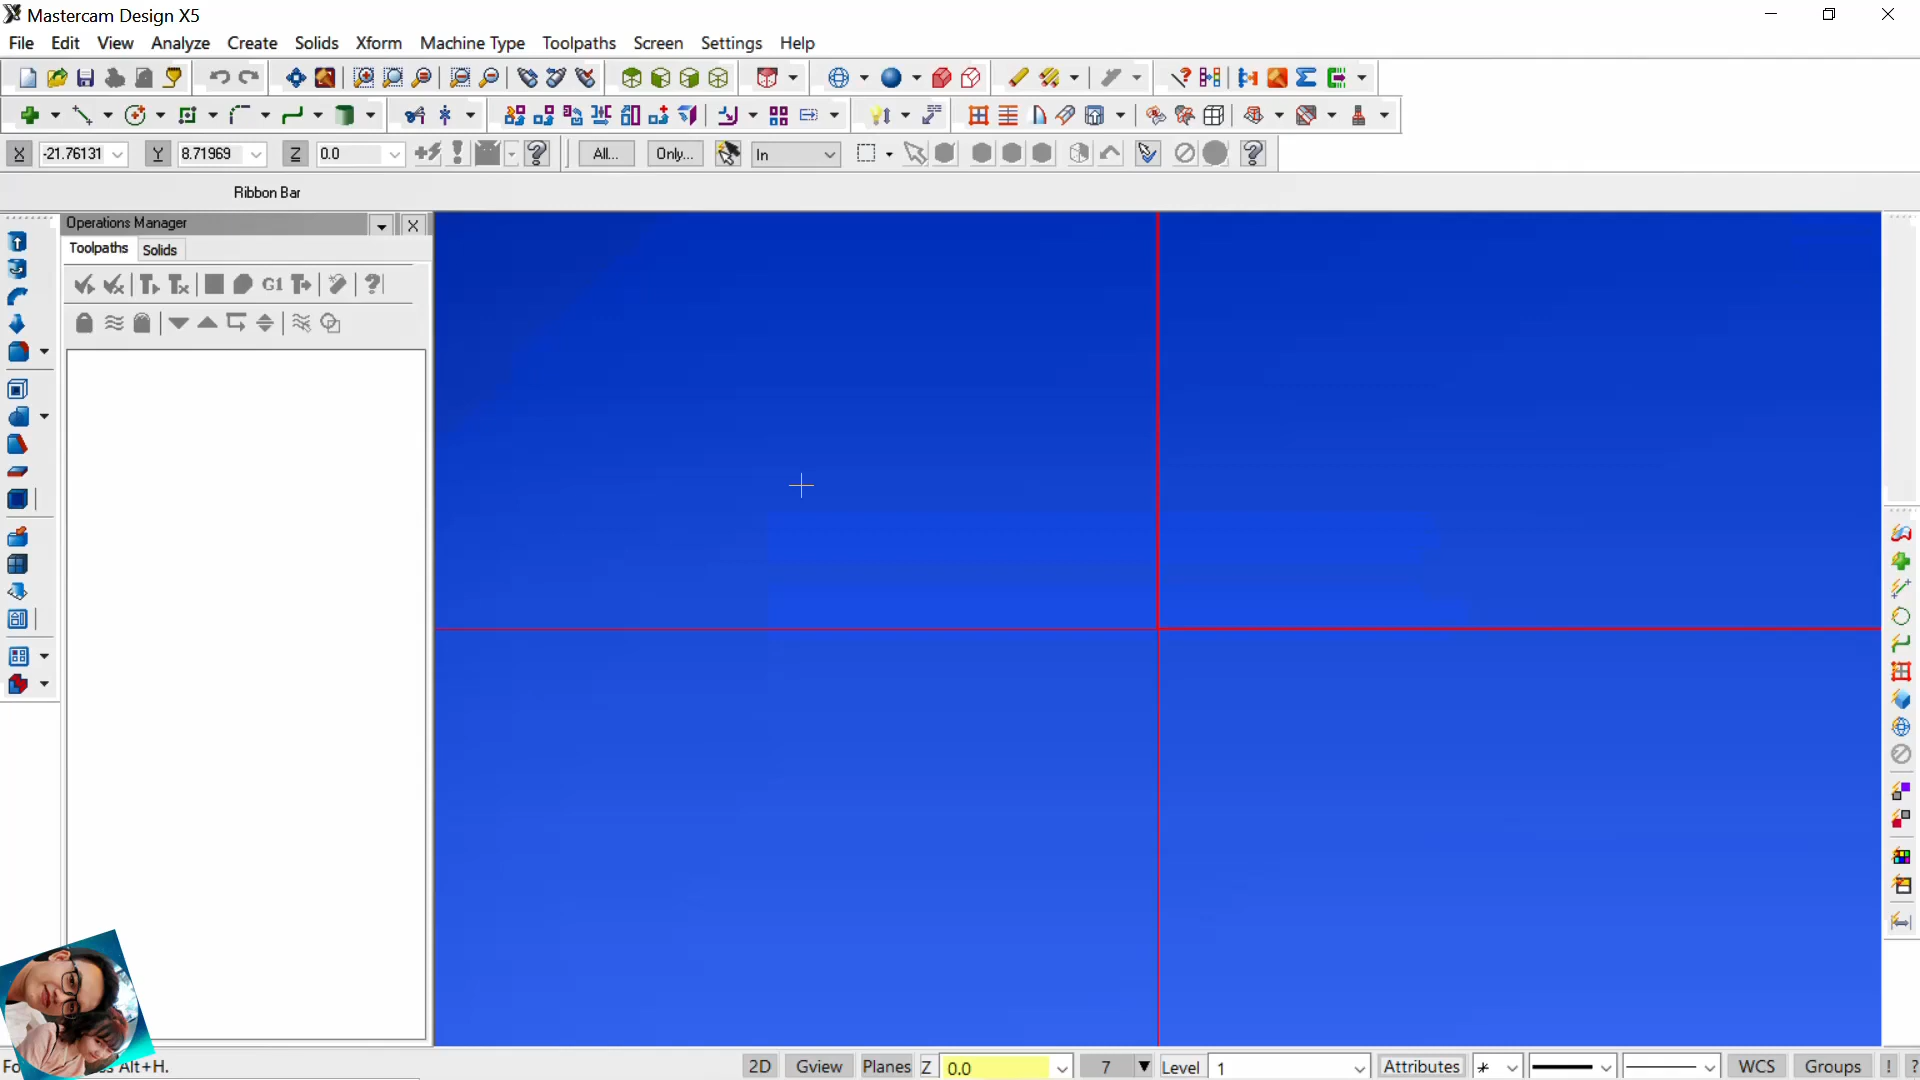 Mastercam Design X5
File Edit View Analyze Create Solids Xform Machine Type Toolpaths Screen Settings Help
X -21.76131 Y 8.71969 Z 0.0 All... Only... In
Ribbon Bar
Operations Manager
Toolpaths Solids
G1
Alt+H.
2D Gview Planes Z 0.0 7 Level 1 Attributes WCS Groups ! ?